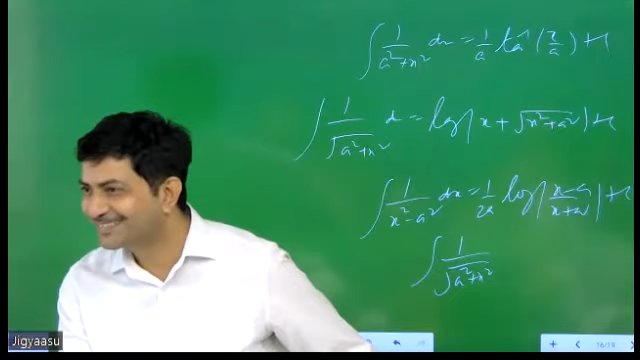 ∫ 1/(a²+x²) dx = 1/a tan⁻¹(x/a) + c
∫ 1/√(a²+x²) d = log|x + √(x²+a²)| + c
∫ 1/(x²-a²) dx = 1/2a log|(x-a)/(x+a)| + c
∫ 1/√(a²+x²)
Jigyaasu